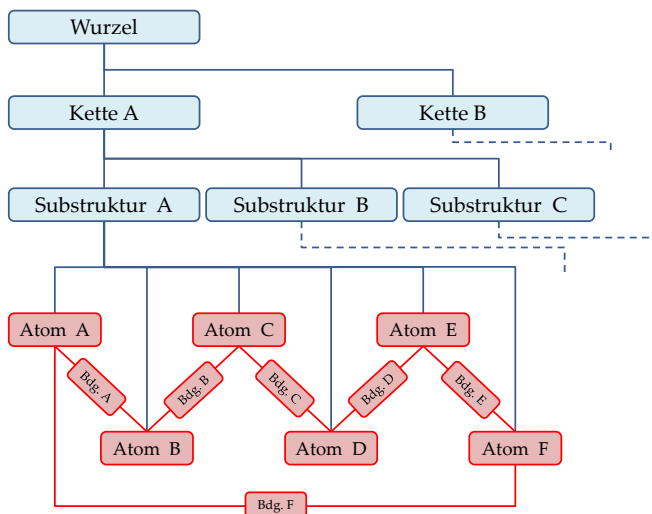 Wurzel
Kette A
Kette B
Substruktur A
Substruktur B
Substruktur C
Atom A
Atom C
Atom E
Bdg. A
Bdg. B
Bdg. C
Bdg. D
Bdg. E
Atom B
Atom D
Atom F
Bdg. F